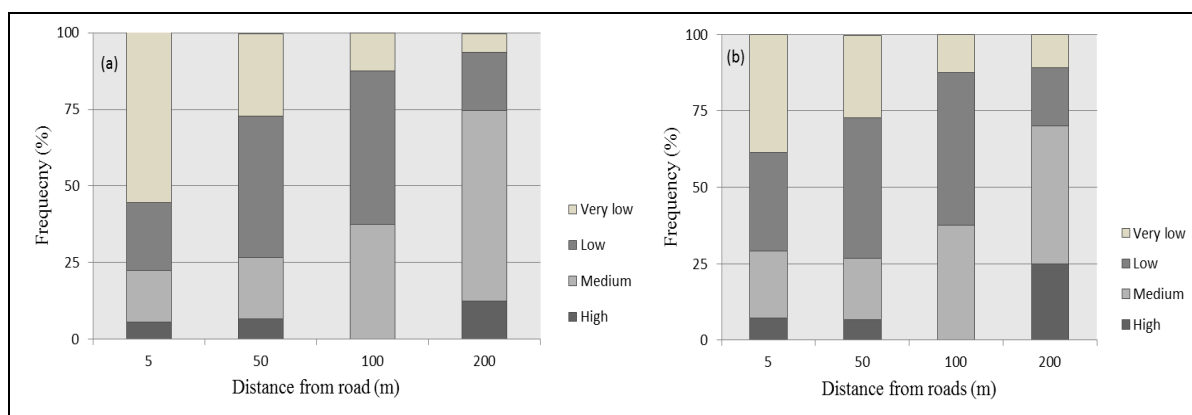 (a)
Frequecny (%)
100
75
50
25
0
5 50 100 200
Distance from road (m)
Very low
Low
Medium
High
(b)
Frequency (%)
100
75
50
25
0
5 50 100 200
Distance from roads (m)
Very low
Low
Medium
High